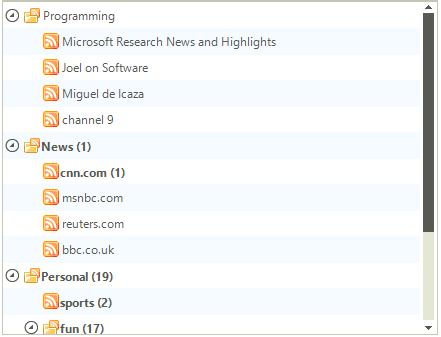 Programming
Microsoft Research News and Highlights
Joel on Software
Miguel de Icaza
channel 9
News (1)
cnn.com (1)
msnbc.com
reuters.com
bbc.co.uk
Personal (19)
sports (2)
fun (17)